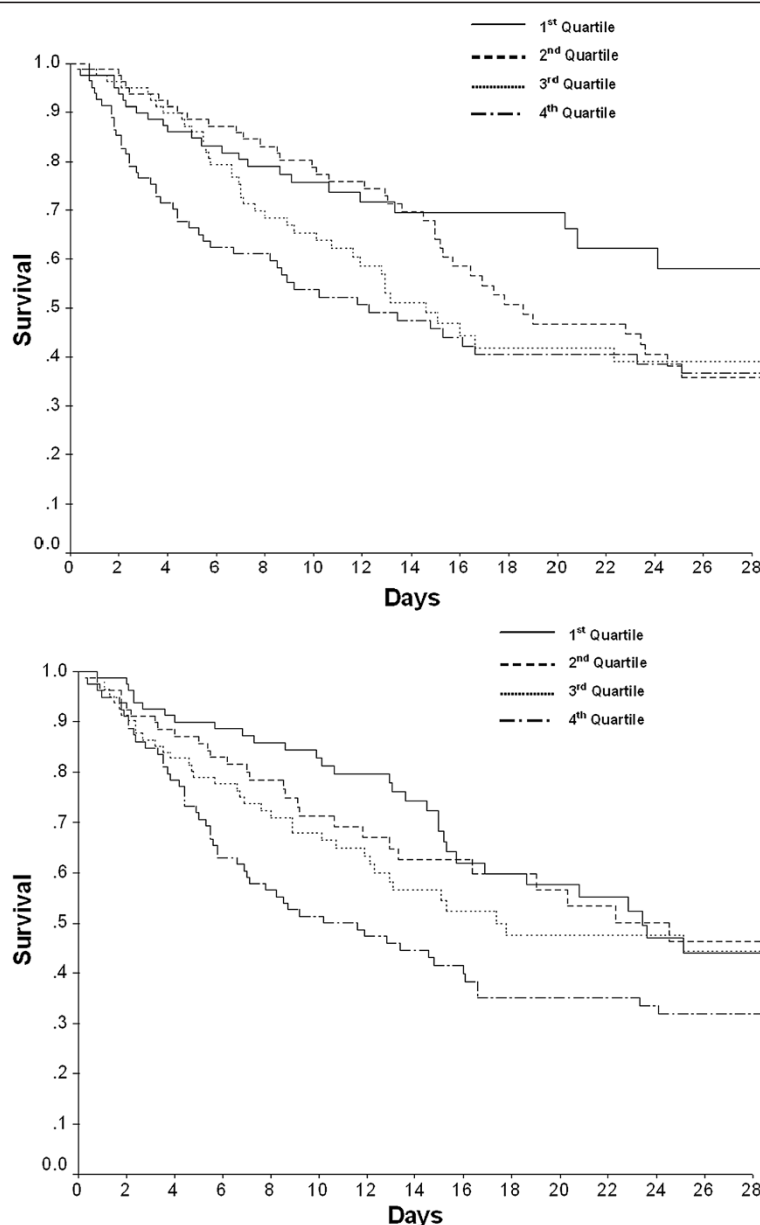 1st Quartile
2nd Quartile
3rd Quartile
4th Quartile
1.0
.9
.8
.7
.6
.5
.4
.3
.2
.1
0.0
Survival
0 2 4 6 8 10 12 14 16 18 20 22 24 26 28
Days
1st Quartile
2nd Quartile
3rd Quartile
4th Quartile
1.0
.9
.8
.7
.6
.5
.4
.3
.2
.1
0.0
Survival
0 2 4 6 8 10 12 14 16 18 20 22 24 26 28
Days